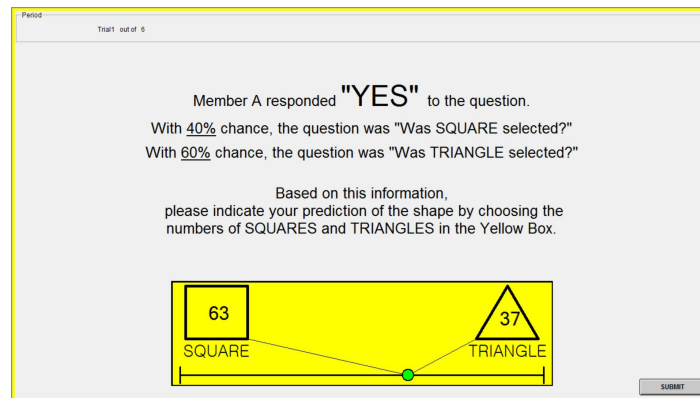 Period
Trial1 out of 6
Member A responded "YES" to the question.
With 40% chance, the question was "Was SQUARE selected?"
With 60% chance, the question was "Was TRIANGLE selected?"
Based on this information,
please indicate your prediction of the shape by choosing the
numbers of SQUARES and TRIANGLES in the Yellow Box.
63 37
SQUARE TRIANGLE
SUBMIT